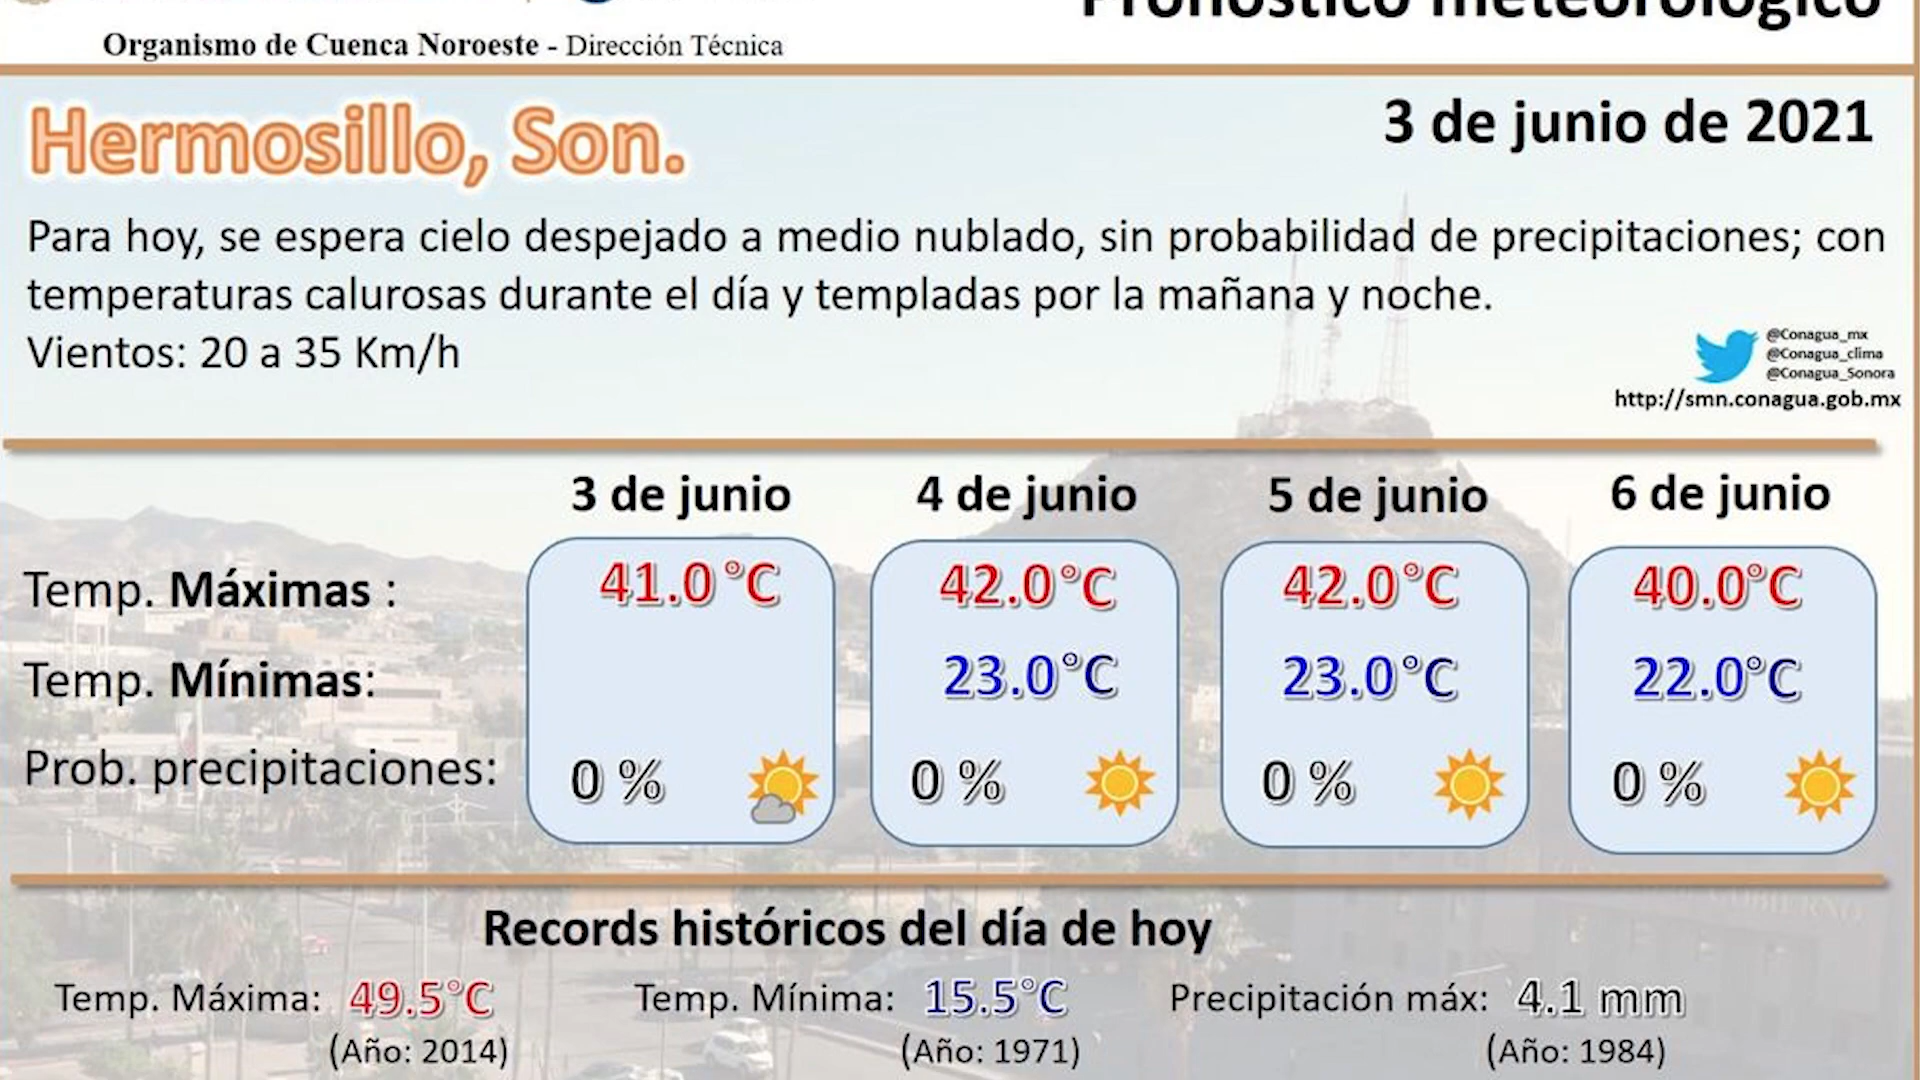 Pronóstico meteorológico
Organismo de Cuenca Noroeste - Dirección Técnica
Hermosillo, Son.
3 de junio de 2021
Para hoy, se espera cielo despejado a medio nublado, sin probabilidad de precipitaciones; con
temperaturas calurosas durante el día y templadas por la mañana y noche.
Vientos: 20 a 35 Km/h
@Conagua_mx
@Conagua_clima
@Conagua_Sonora
http://smn.conagua.gob.mx
3 de junio 4 de junio 5 de junio 6 de junio
Temp. Máximas : 41.0°C 42.0°C 42.0°C 40.0°C
Temp. Mínimas: 23.0°C 23.0°C 22.0°C
Prob. precipitaciones: 0 % 0 % 0 % 0 %
Records históricos del día de hoy
Temp. Máxima: 49.5°C Temp. Mínima: 15.5°C Precipitación máx: 4.1 mm
(Año: 2014) (Año: 1971) (Año: 1984)